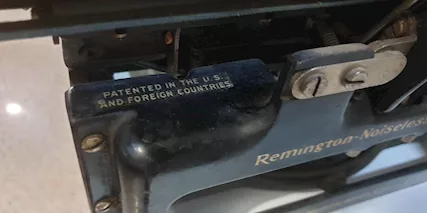 PATENTED IN THE U.S.
AND FOREIGN COUNTRIES
Remington-Noiseless